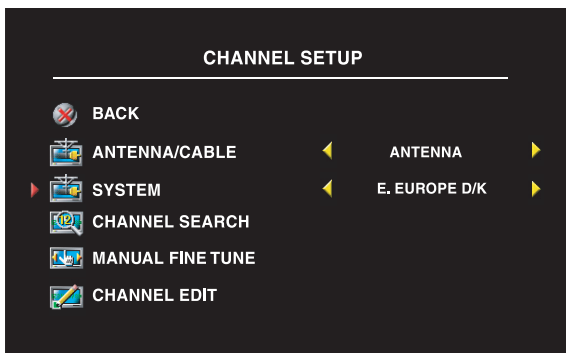 CHANNEL SETUP
BACK
ANTENNA/CABLE ANTENNA
SYSTEM E. EUROPE D/K
CHANNEL SEARCH
MANUAL FINE TUNE
CHANNEL EDIT